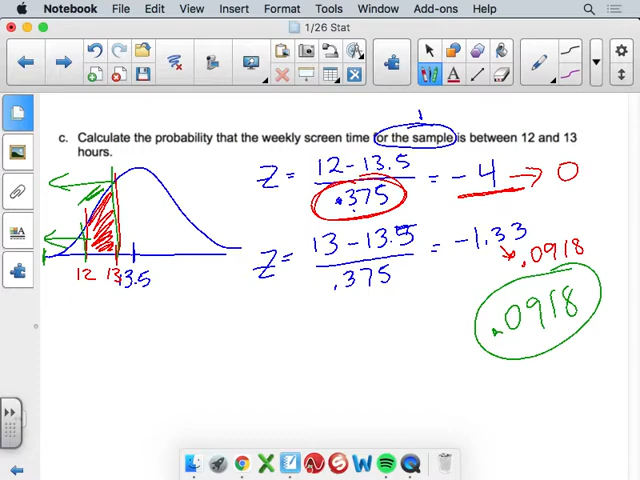 Notebook File Edit View Insert Format Tools Window Add-ons Help
1/26 Stat
c. Calculate the probability that the weekly screen time for the sample is between 12 and 13
hours.
Z = 12 - 13.5 / .375 = -4 → 0
Z = 13 - 13.5 / .375 = -1.33
.0918
.0918
12 13 13.5